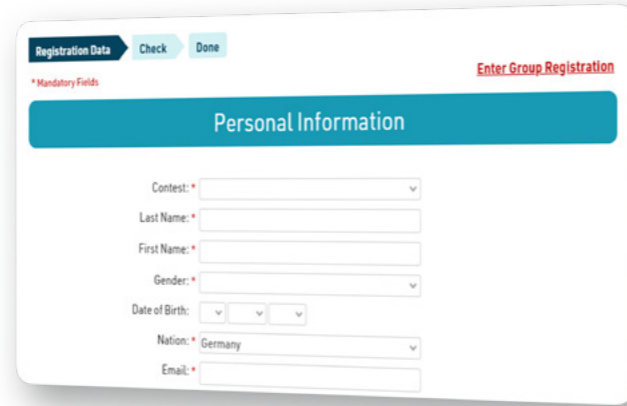 Registration Data Check Done
* Mandatory Fields
Enter Group Registration
Personal Information
Contest: *
Last Name: *
First Name: *
Gender: *
Date of Birth:
Nation: * Germany
Email: *